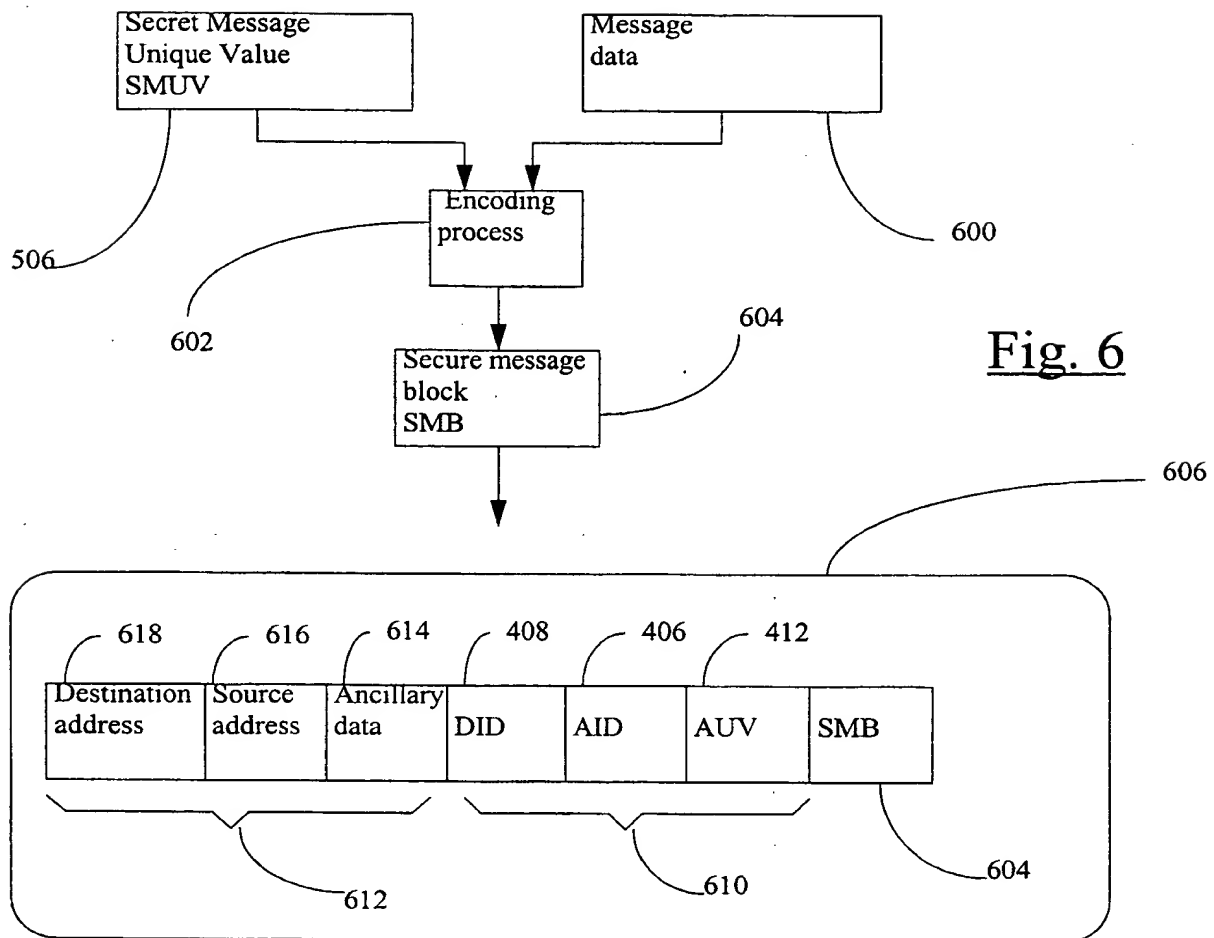 Secret Message
Unique Value
SMUV
Message
data
Encoding
process
506
600
602
604
Secure message
block
SMB
Fig. 6
606
618
616
614
408
406
412
Destination
address
Source
address
Ancillary
data
DID
AID
AUV
SMB
612
610
604